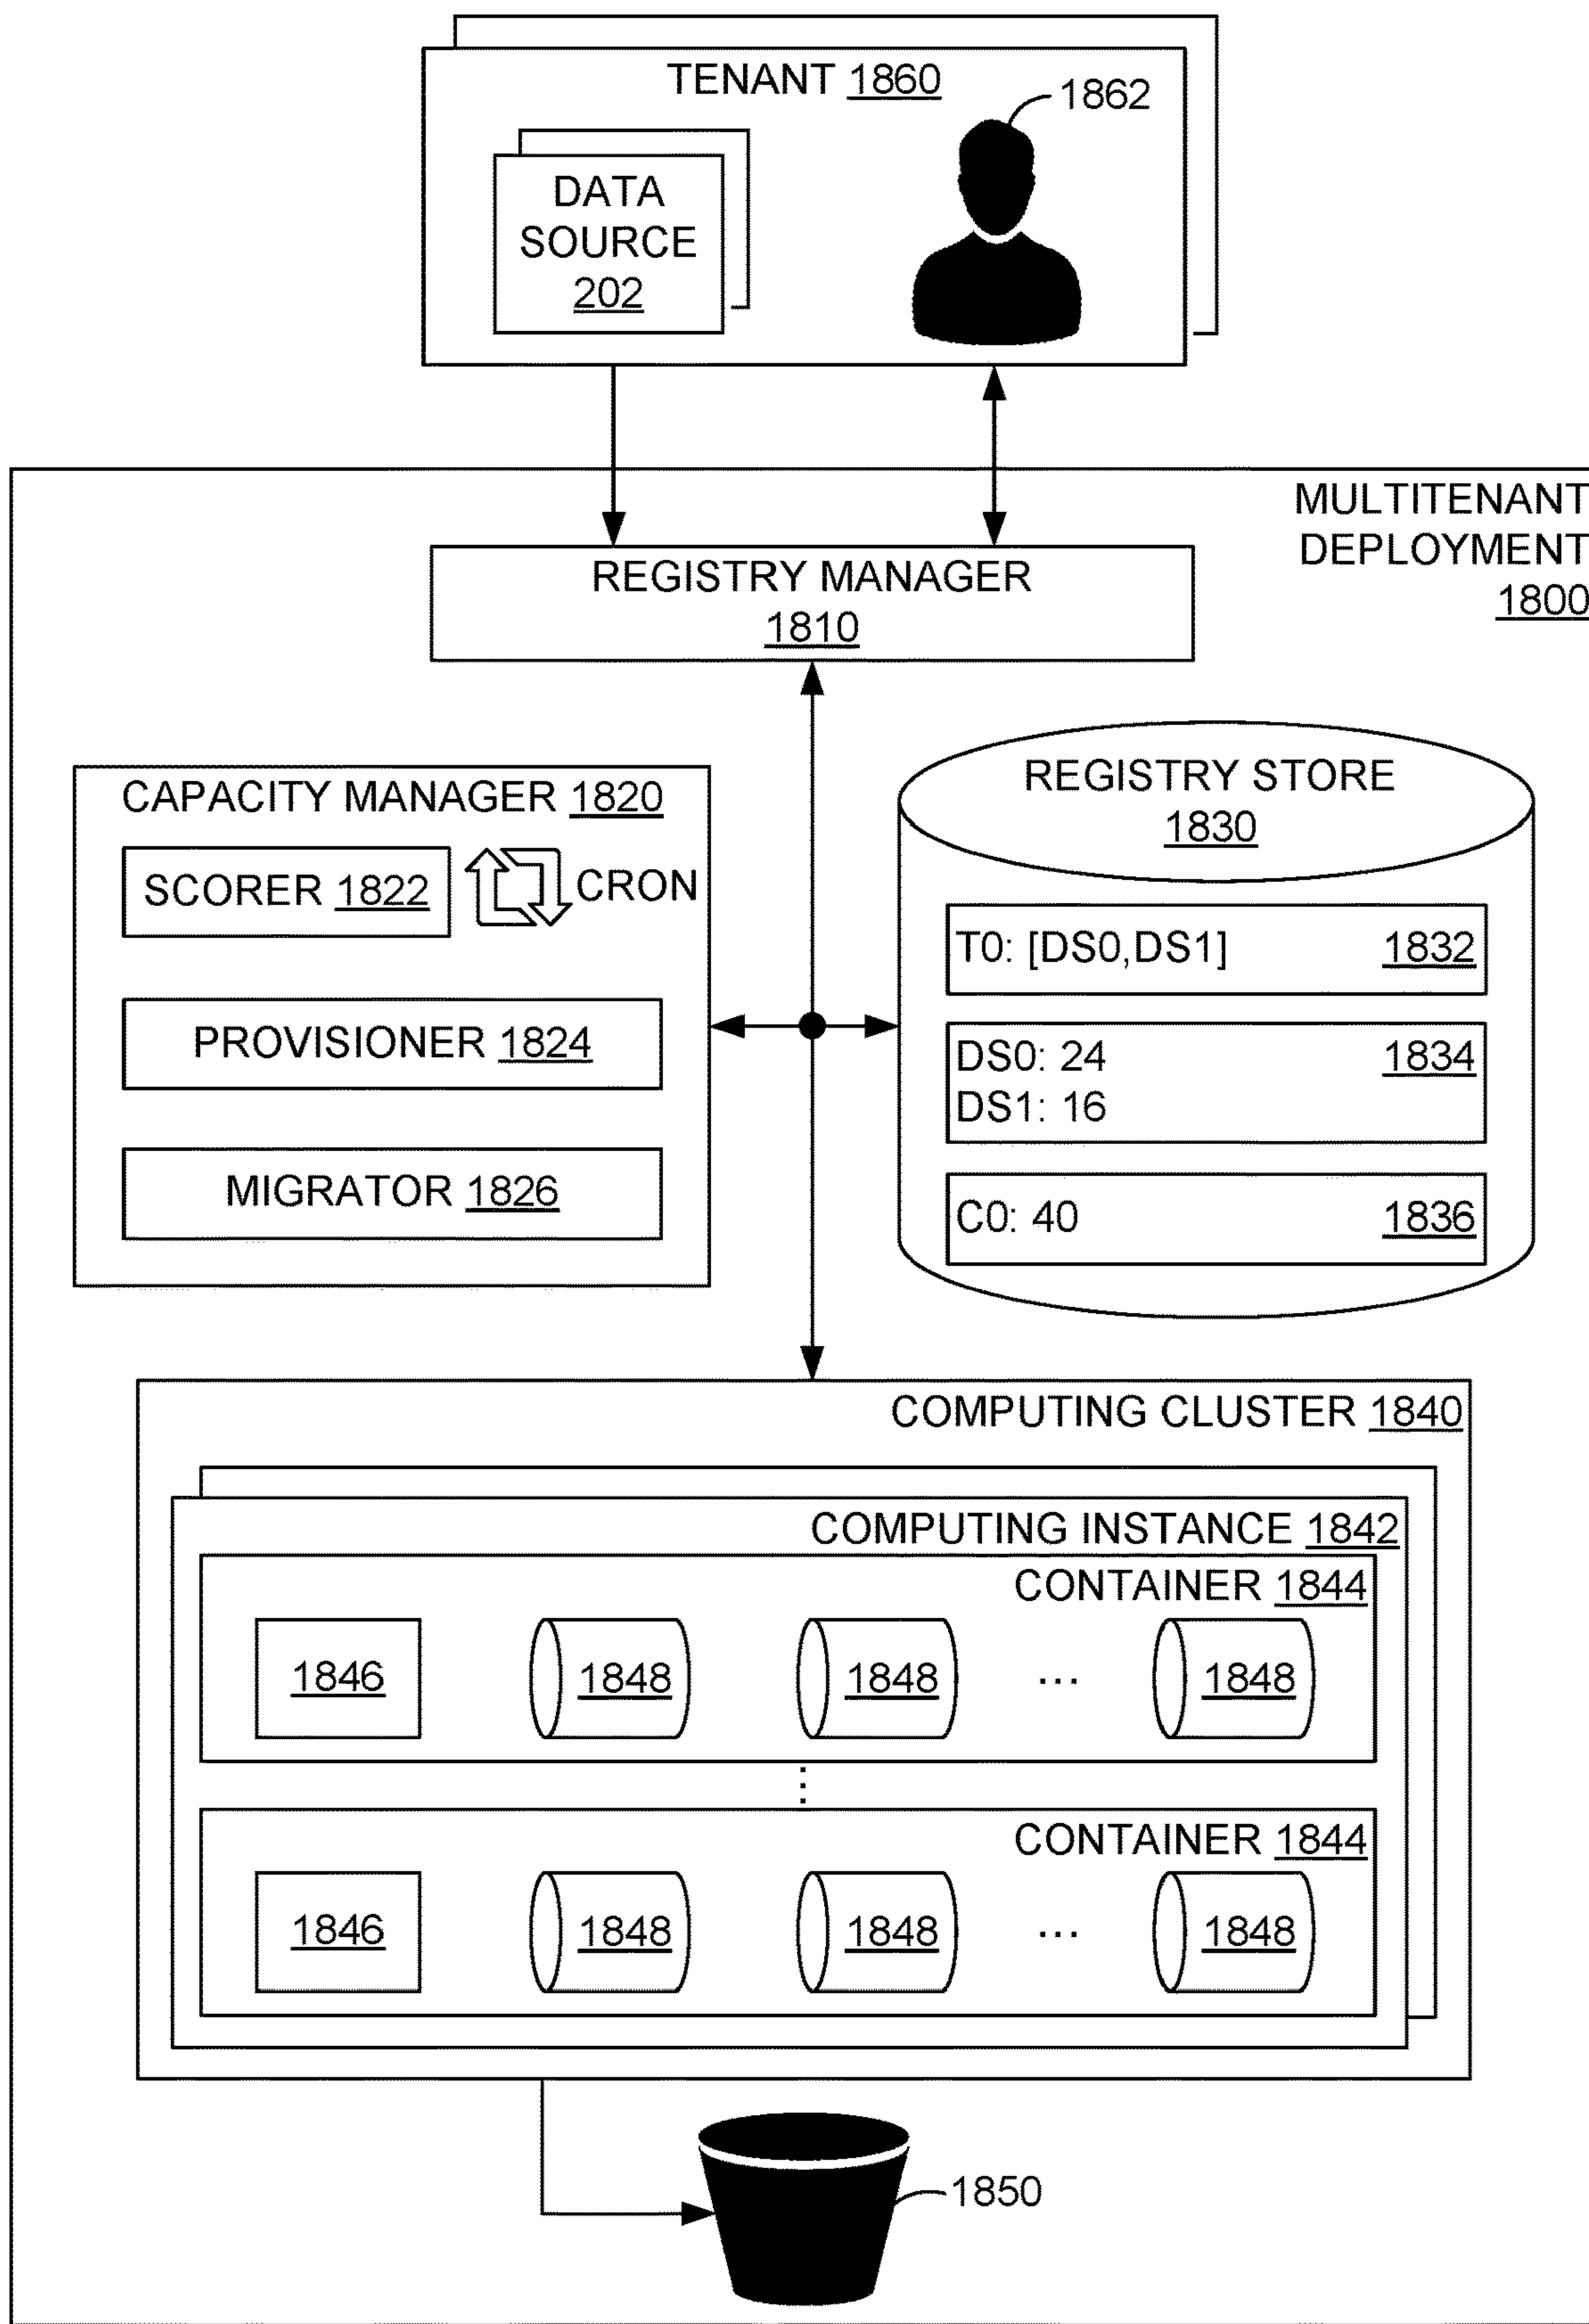 TENANT 1860
1862
DATA
SOURCE
202
MULTITENANT
DEPLOYMENT
1800
REGISTRY MANAGER
1810
CAPACITY MANAGER 1820
SCORER 1822
CRON
PROVISIONER 1824
MIGRATOR 1826
REGISTRY STORE
1830
T0: [DS0,DS1] 1832
DS0: 24 1834
DS1: 16
C0: 40 1836
COMPUTING CLUSTER 1840
COMPUTING INSTANCE 1842
CONTAINER 1844
1846 1848 1848 ... 1848
⋮
CONTAINER 1844
1846 1848 1848 ... 1848
1850